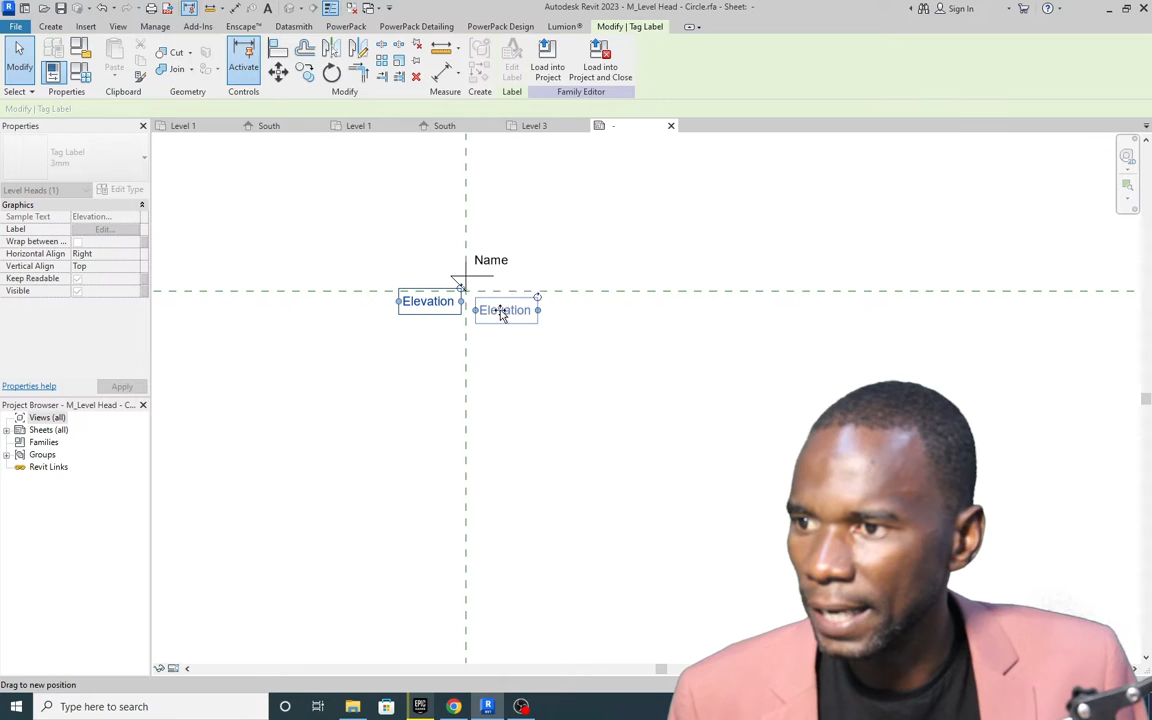 Autodesk Revit 2023 - M_Level Head - Circle.rfa - Sheet:
Sign In
File Create Insert View Manage Add-Ins Enscape™ Datasmith PowerPack PowerPack Detailing PowerPack Design Lumion® Modify | Tag Label
Modify Paste Cut Join Activate Edit Label Load into Project Load into Project and Close
Select Properties Clipboard Geometry Controls Modify Measure Create Label Family Editor
Modify | Tag Label
Properties
Level 1 South Level 1 South Level 3 -
Tag Label
3mm
Level Heads (1) Edit Type
Graphics
Sample Text Elevation...
Label Edit...
Wrap between ...
Horizontal Align Right
Vertical Align Top
Keep Readable
Visible
Name
Elevation
Elevation
Properties help Apply
Project Browser - M_Level Head - C...
Views (all)
Sheets (all)
Families
Groups
Revit Links
Drag to new position
Type here to search